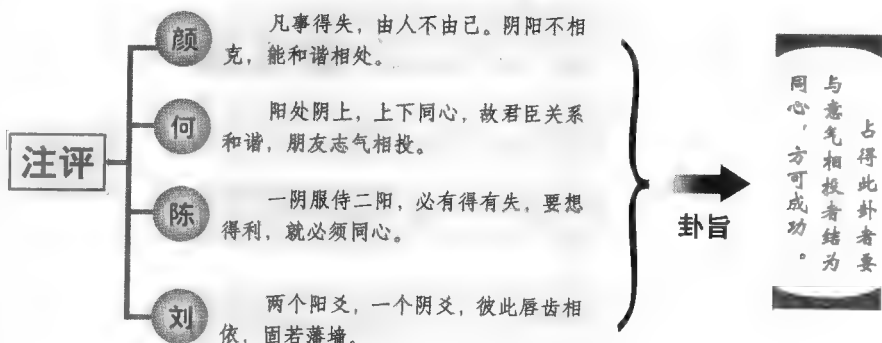 注评
颜
凡事得失，由人不由己。阴阳不相
克，能和谐相处。
何
阳处阴上，上下同心，故君臣关系
和谐，朋友志气相投。
陈
一阴服侍二阳，必有得有失，要想
得利，就必须同心。
刘
两个阳爻，一个阴爻，彼此唇齿相
依，固若藩墙。
卦旨
占得此卦者要
与意气相投者结为
同心，方可成功。